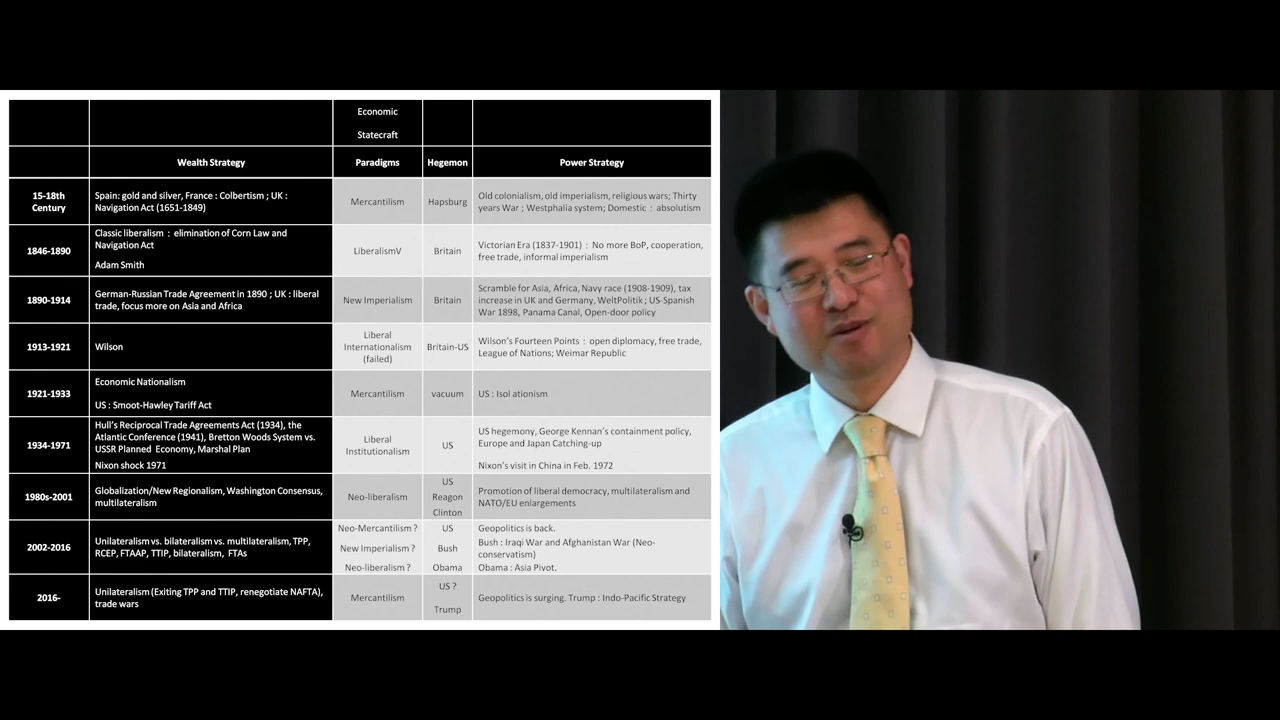 Economic
Statecraft
Wealth Strategy
Paradigms
Hegemon
Power Strategy
15-18th
Century
Spain: gold and silver, France : Colbertism ; UK :
Navigation Act (1651-1849)
Mercantilism
Hapsburg
Old colonialism, old imperialism, religious wars; Thirty
years War ; Westphalia system; Domestic : absolutism
1846-1890
Classic liberalism : elimination of Corn Law and
Navigation Act
Adam Smith
LiberalismV
Britain
Victorian Era (1837-1901) : No more BoP, cooperation,
free trade, informal imperialism
1890-1914
German-Russian Trade Agreement in 1890 ; UK : liberal
trade, focus more on Asia and Africa
New Imperialism
Britain
Scramble for Asia, Africa, Navy race (1908-1909), tax
increase in UK and Germany, WeltPolitik ; US-Spanish
War 1898, Panama Canal, Open-door policy
1913-1921
Wilson
Liberal
Internationalism
(failed)
Britain-US
Wilson's Fourteen Points : open diplomacy, free trade,
League of Nations; Weimar Republic
1921-1933
Economic Nationalism
US : Smoot-Hawley Tariff Act
Mercantilism
vacuum
US : Isol ationism
1934-1971
Hull's Reciprocal Trade Agreements Act (1934), the
Atlantic Conference (1941), Bretton Woods System vs.
USSR Planned Economy, Marshal Plan
Nixon shock 1971
Liberal
Institutionalism
US
US hegemony, George Kennan's containment policy,
Europe and Japan Catching-up
Nixon's visit in China in Feb. 1972
1980s-2001
Globalization/New Regionalism, Washington Consensus,
multilateralism
Neo-liberalism
US
Reagon
Clinton
Promotion of liberal democracy, multilateralism and
NATO/EU enlargements
2002-2016
Unilateralism vs. bilateralism vs. multilateralism, TPP,
RCEP, FTAAP, TTIP, bilateralism, FTAs
Neo-Mercantilism ?
New Imperialism ?
Neo-liberalism ?
US
Bush
Obama
Geopolitics is back.
Bush : Iraqi War and Afghanistan War (Neo-
conservatism)
Obama : Asia Pivot.
2016-
Unilateralism (Exiting TPP and TTIP, renegotiate NAFTA),
trade wars
Mercantilism
US ?
Trump
Geopolitics is surging. Trump : Indo-Pacific Strategy